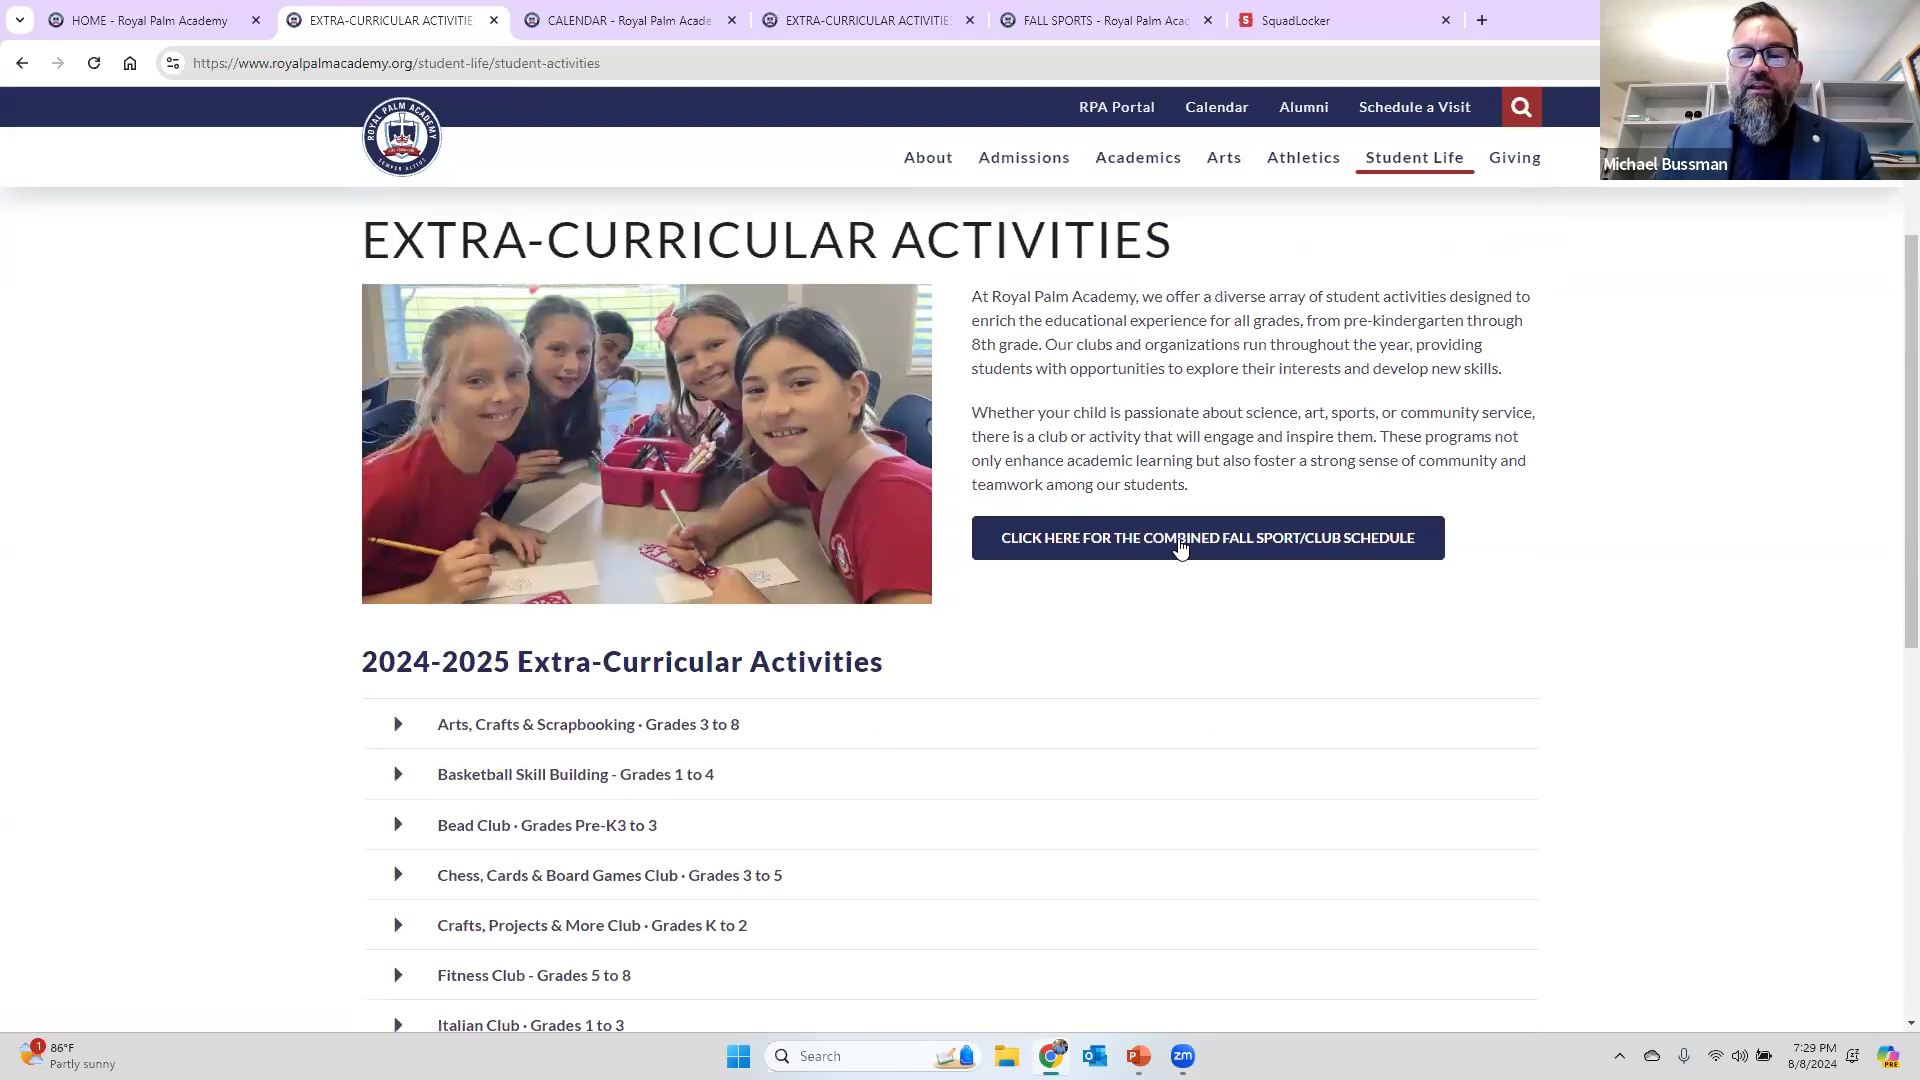 HOME - Royal Palm Academy
EXTRA-CURRICULAR ACTIVITIE
CALENDAR - Royal Palm Acade
EXTRA-CURRICULAR ACTIVITIE
FALL SPORTS - Royal Palm Acad
SquadLocker
https://www.royalpalmacademy.org/student-life/student-activities
RPA Portal
Calendar
Alumni
Schedule a Visit
ROYAL PALM ACADEMY
SEMPER ALTIUS
About
Admissions
Academics
Arts
Athletics
Student Life
Giving
Michael Bussman
EXTRA-CURRICULAR ACTIVITIES
At Royal Palm Academy, we offer a diverse array of student activities designed to
enrich the educational experience for all grades, from pre-kindergarten through
8th grade. Our clubs and organizations run throughout the year, providing
students with opportunities to explore their interests and develop new skills.
Whether your child is passionate about science, art, sports, or community service,
there is a club or activity that will engage and inspire them. These programs not
only enhance academic learning but also foster a strong sense of community and
teamwork among our students.
CLICK HERE FOR THE COMBINED FALL SPORT/CLUB SCHEDULE
2024-2025 Extra-Curricular Activities
Arts, Crafts & Scrapbooking · Grades 3 to 8
Basketball Skill Building - Grades 1 to 4
Bead Club · Grades Pre-K3 to 3
Chess, Cards & Board Games Club · Grades 3 to 5
Crafts, Projects & More Club · Grades K to 2
Fitness Club - Grades 5 to 8
Italian Club · Grades 1 to 3
1
86°F
Partly sunny
Search
zm
7:29 PM
8/8/2024
PRE